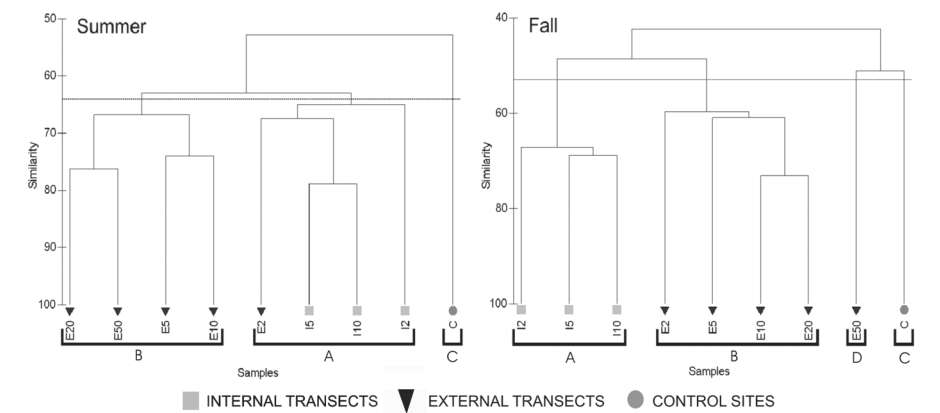 Summer
50
60
70
80
90
100
Similarity
E20 E50 E5 E10 E2 I5 I10 I2 C
B A C
Samples
Fall
40
60
80
100
Similarity
I2 I5 I10 E2 E5 E10 E20 E50 C
A B D C
Samples
INTERNAL TRANSECTS EXTERNAL TRANSECTS CONTROL SITES